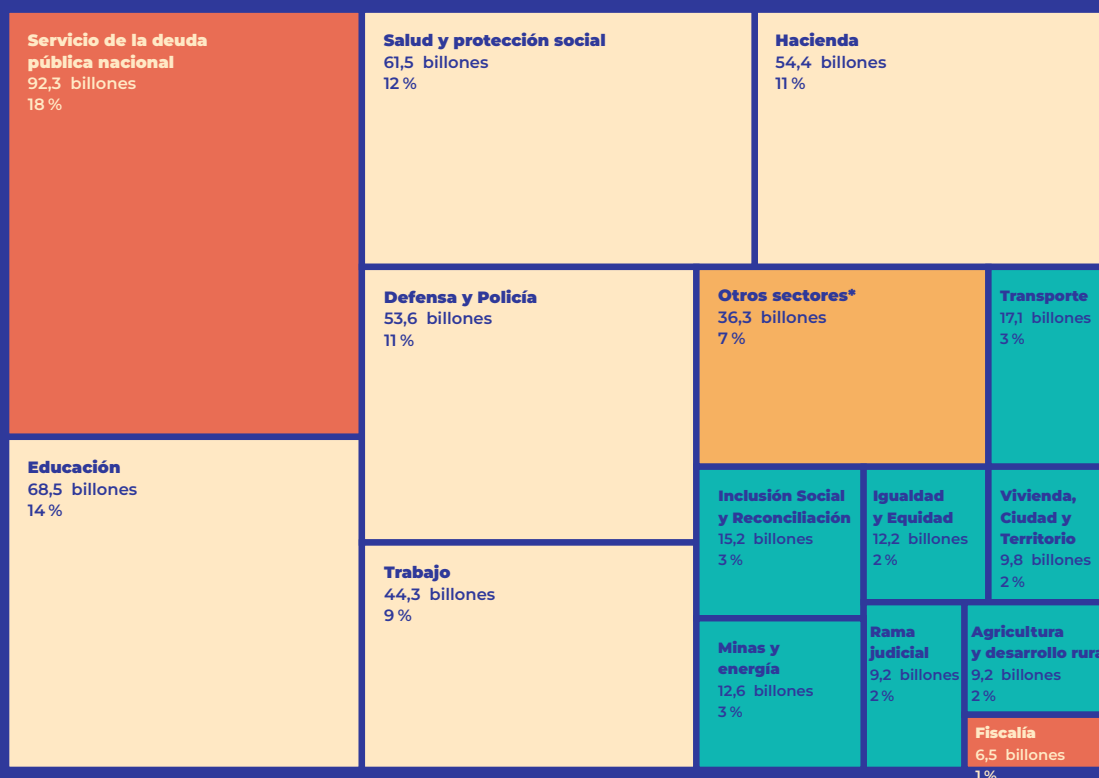 Servicio de la deuda
pública nacional
92,3 billones
18 %
Salud y protección social
61,5 billones
12 %
Hacienda
54,4 billones
11 %
Defensa y Policía
53,6 billones
11 %
Otros sectores*
36,3 billones
7 %
Transporte
17,1 billones
3 %
Educación
68,5 billones
14 %
Trabajo
44,3 billones
9 %
Inclusión Social
y Reconciliación
15,2 billones
3 %
Igualdad
y Equidad
12,2 billones
2 %
Vivienda,
Ciudad y
Territorio
9,8 billones
2 %
Minas y
energía
12,6 billones
3 %
Rama
judicial
9,2 billones
2 %
Agricultura
y desarrollo rura
9,2 billones
2 %
Fiscalía
6,5 billones
1 %